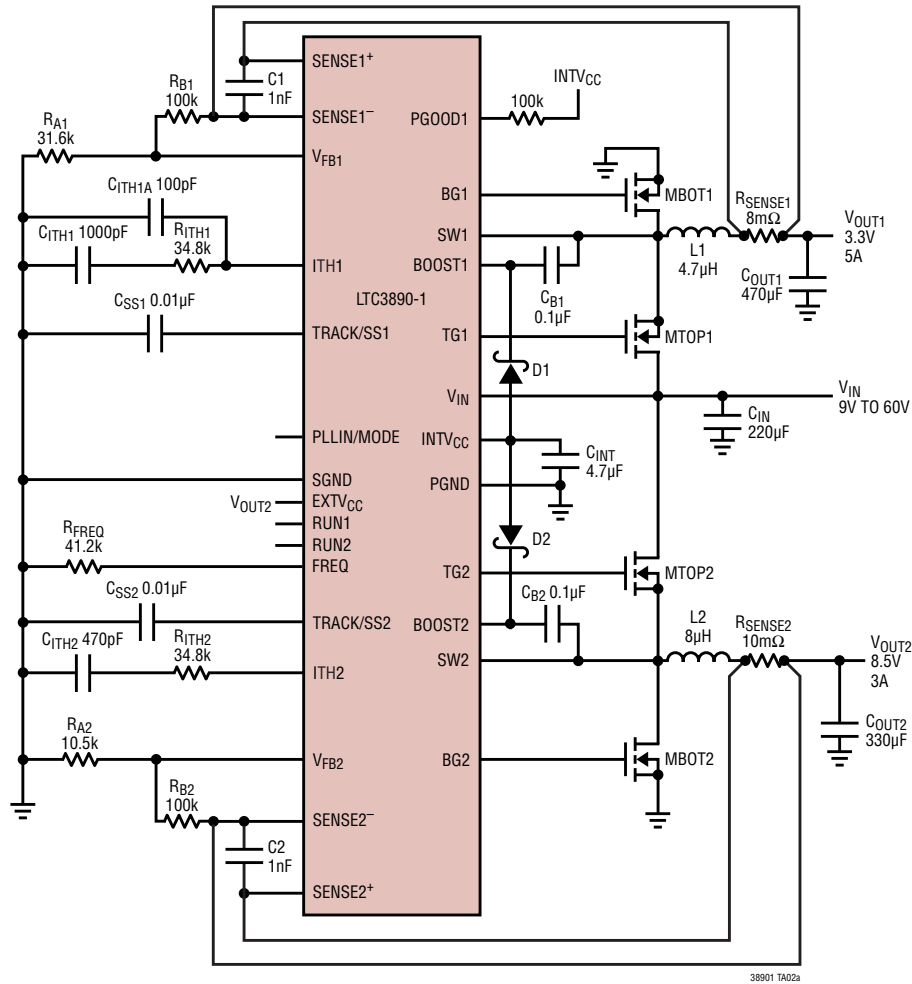 SENSE1+
C1
1nF
RB1
100k
SENSE1–
INTVCC
100k
PGOOD1
RA1
31.6k
VFB1
CITH1A 100pF
BG1
MBOT1
RSENSE1
8mΩ
VOUT1
3.3V
5A
CITH1 1000pF
RITH1
34.8k
SW1
L1
4.7µH
ITH1
BOOST1
CB1
0.1µF
COUT1
470µF
LTC3890-1
CSS1 0.01µF
TRACK/SS1
TG1
MTOP1
D1
VIN
VIN
9V TO 60V
CIN
220µF
PLLIN/MODE
INTVCC
CINT
4.7µF
SGND
PGND
VOUT2
EXTVCC
RUN1
RUN2
D2
RFREQ
41.2k
FREQ
TG2
MTOP2
CSS2 0.01µF
CB2 0.1µF
TRACK/SS2
BOOST2
L2
8µH
RSENSE2
10mΩ
VOUT2
8.5V
3A
CITH2 470pF
RITH2
34.8k
ITH2
SW2
COUT2
330µF
RA2
10.5k
VFB2
BG2
MBOT2
RB2
100k
SENSE2–
C2
1nF
SENSE2+
38901 TA02a